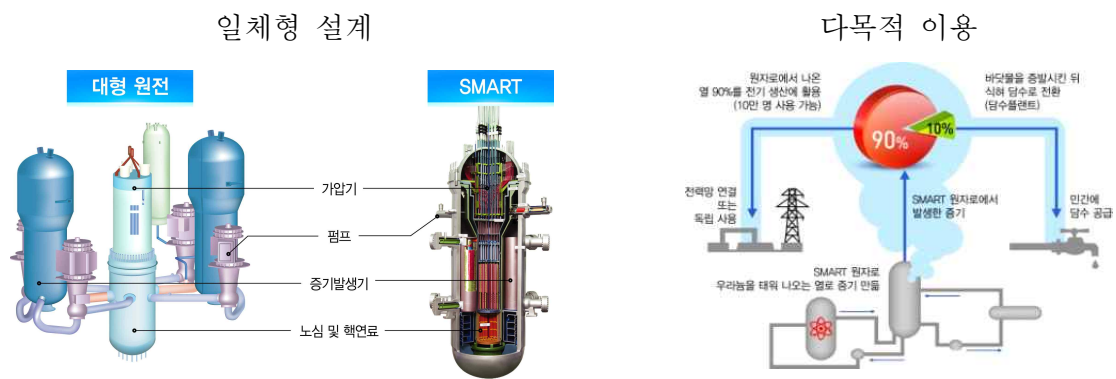 일체형 설계
다목적 이용
대형 원전
SMART
가압기
펌프
증기발생기
노심 및 핵연료
원자로에서 나온
열 90%를 전기 생산에 활용
(10만 명 사용 가능)
바닷물을 증발시킨 뒤
식혀 담수로 전환
(담수플랜트)
90%
10%
전력망 연결
또는
독립 사용
SMART 원자로에서
발생한 증기
민간에
담수 공급
SMART 원자로
우라늄을 태워 나오는 열로 증기 만듦